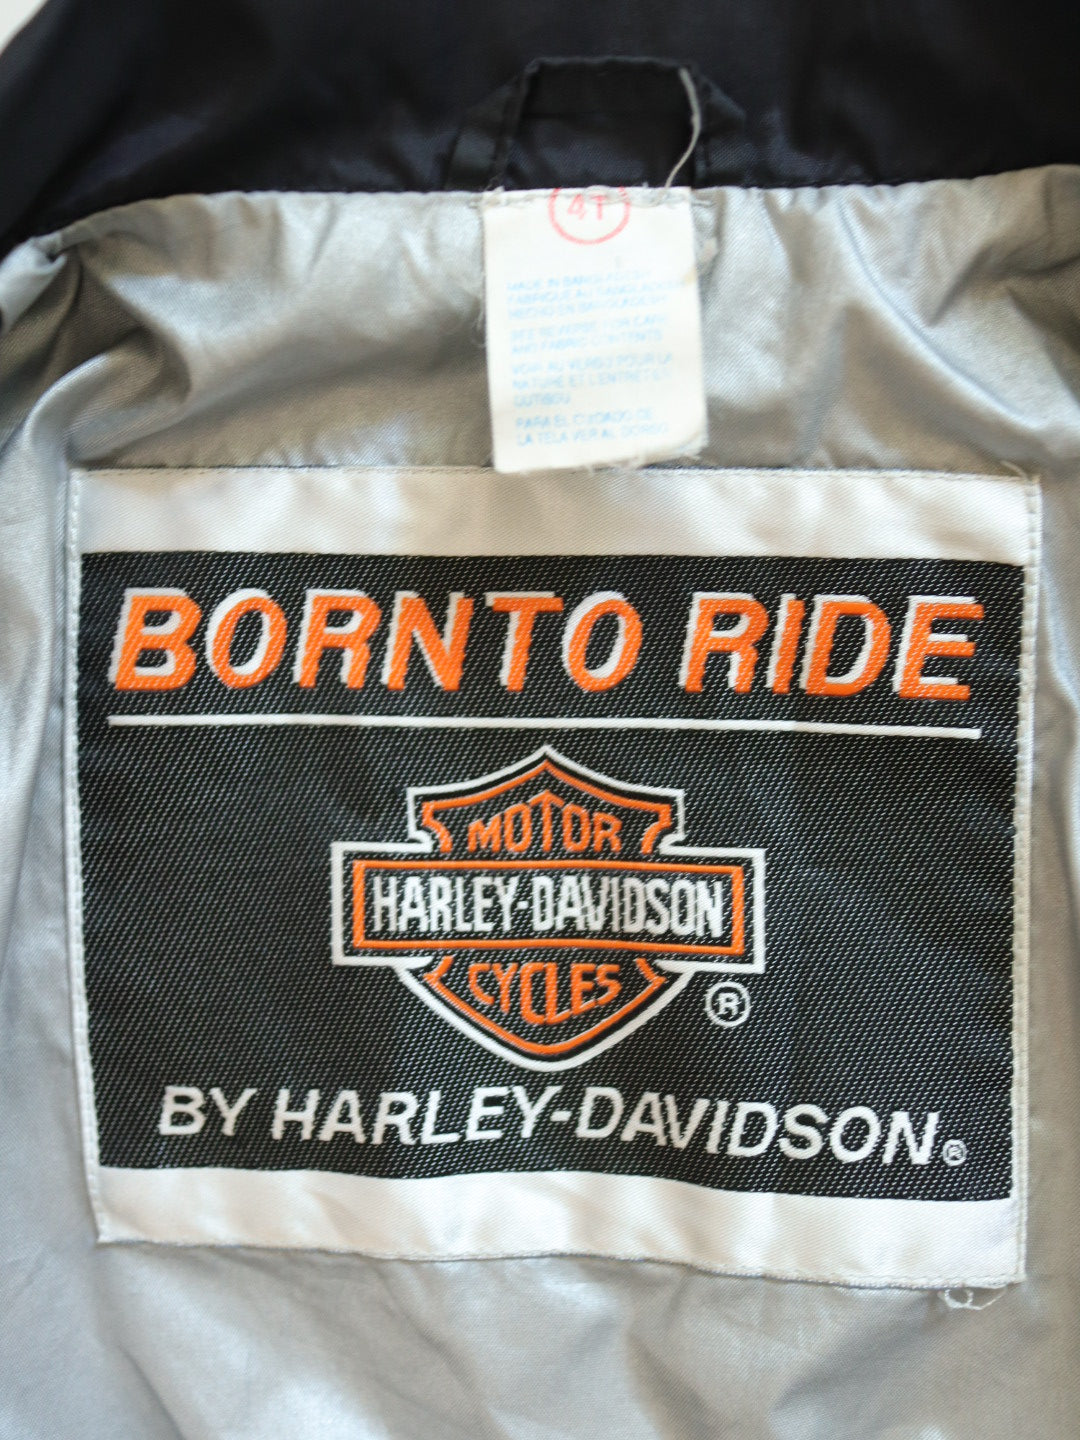 4T
MADE IN BANGLADESH
FABRIQUE AU BANGLADESH
HECHO EN BANGLADESH
SEE REVERSE FOR CARE
AND FABRIC CONTENTS
VOIR AU VERSO POUR LA
NATURE ET L'ENTRETIEN
PARA EL CUIDADO DE
LA TELA VER AL DORSO
BORN TO RIDE
MOTOR
HARLEY-DAVIDSON
CYCLES
®
BY HARLEY-DAVIDSON®